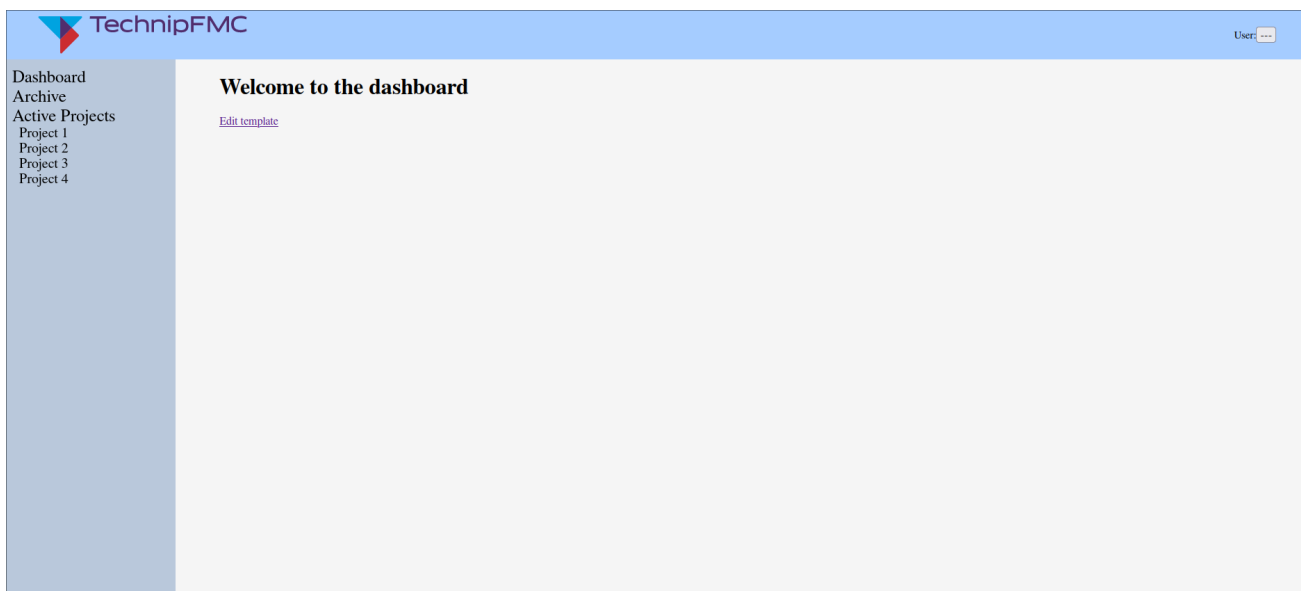 TechnipFMC
User: ---
Dashboard
Archive
Active Projects
Project 1
Project 2
Project 3
Project 4
Welcome to the dashboard
Edit template